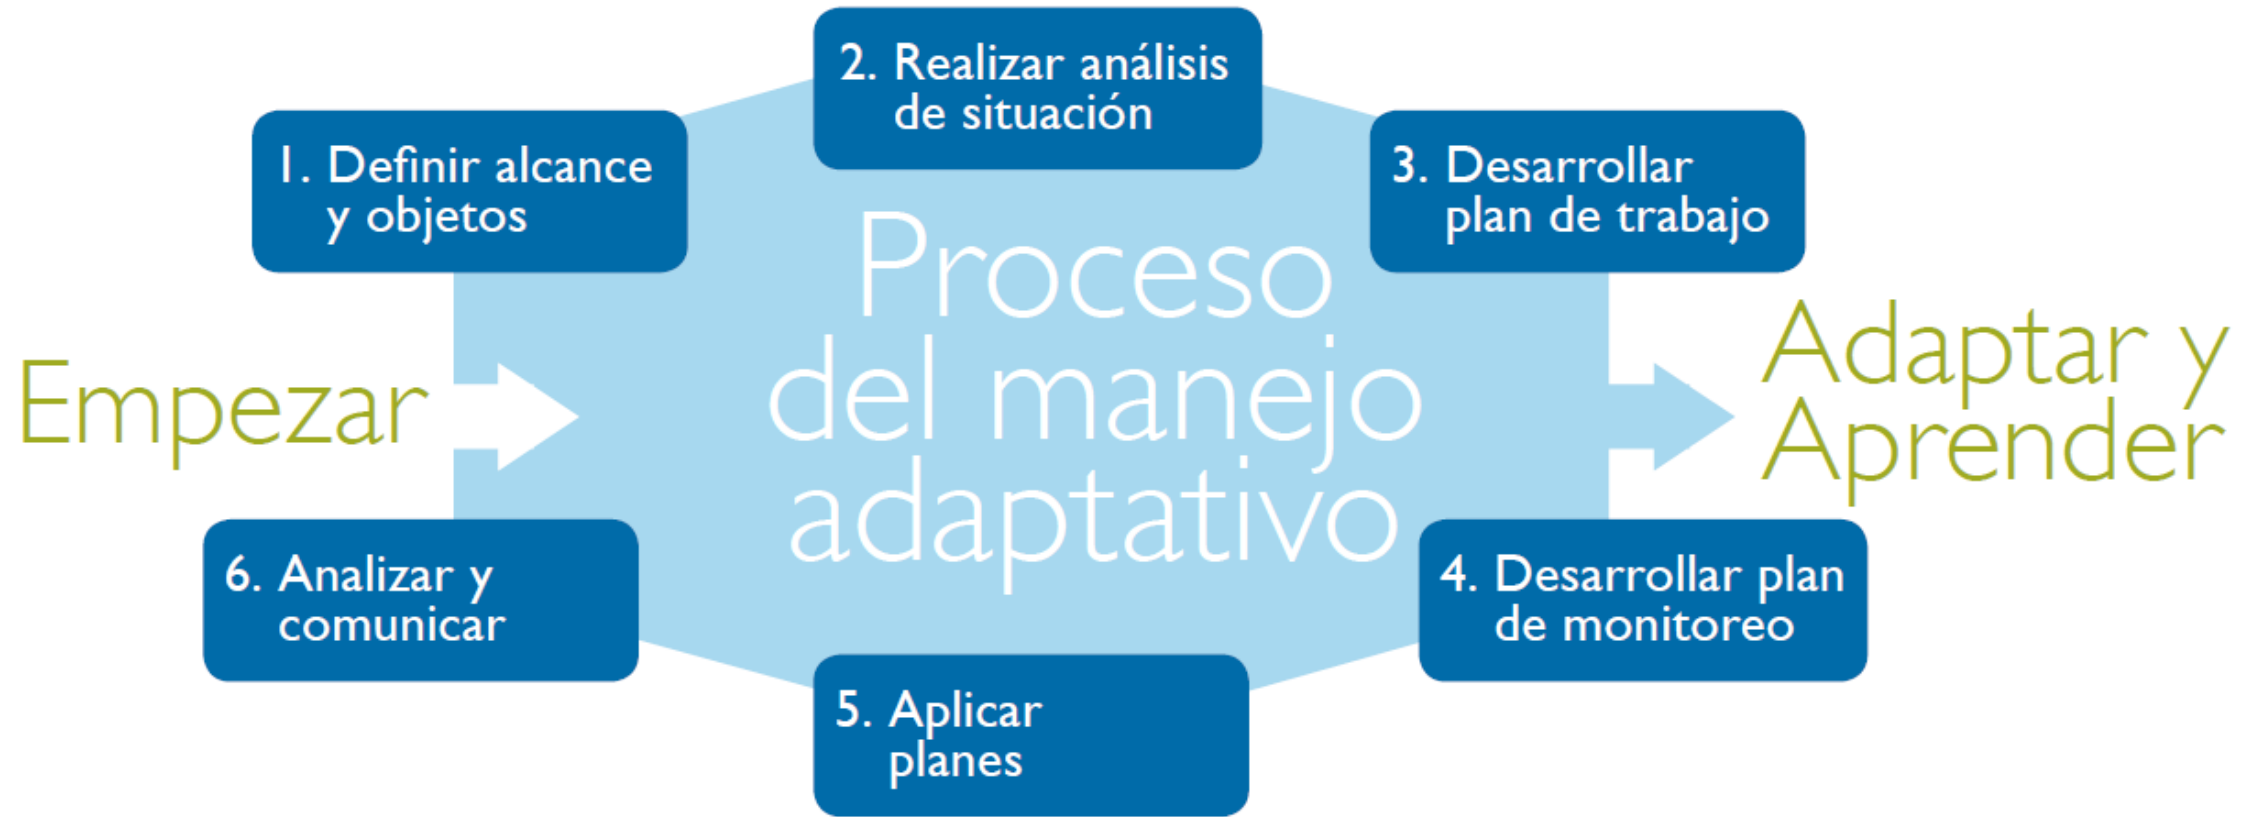 Empezar
1. Definir alcance
y objetos
2. Realizar análisis
de situación
3. Desarrollar
plan de trabajo
Proceso
del manejo
adaptativo
Adaptar y
Aprender
4. Desarrollar plan
de monitoreo
5. Aplicar
planes
6. Analizar y
comunicar